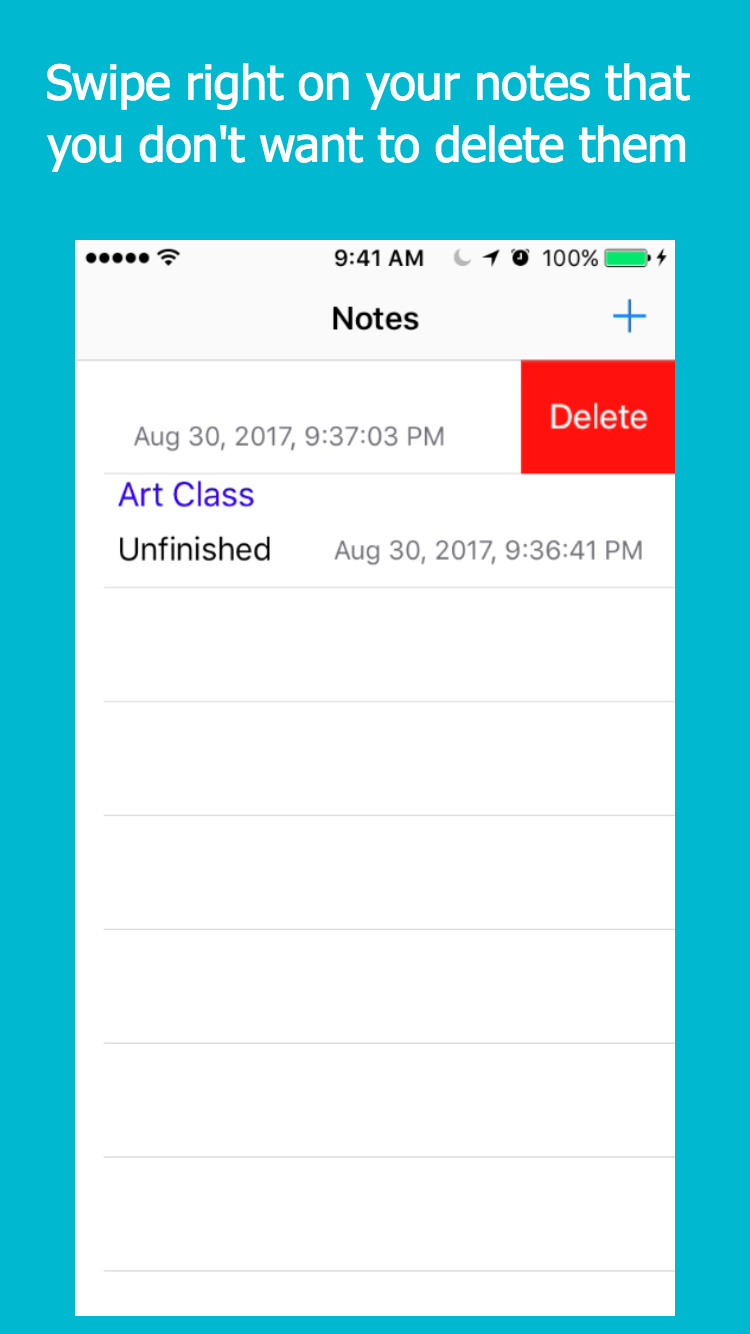 Swipe right on your notes that
you don't want to delete them
9:41 AM 100%
Notes
Delete
Aug 30, 2017, 9:37:03 PM
Art Class
Unfinished Aug 30, 2017, 9:36:41 PM